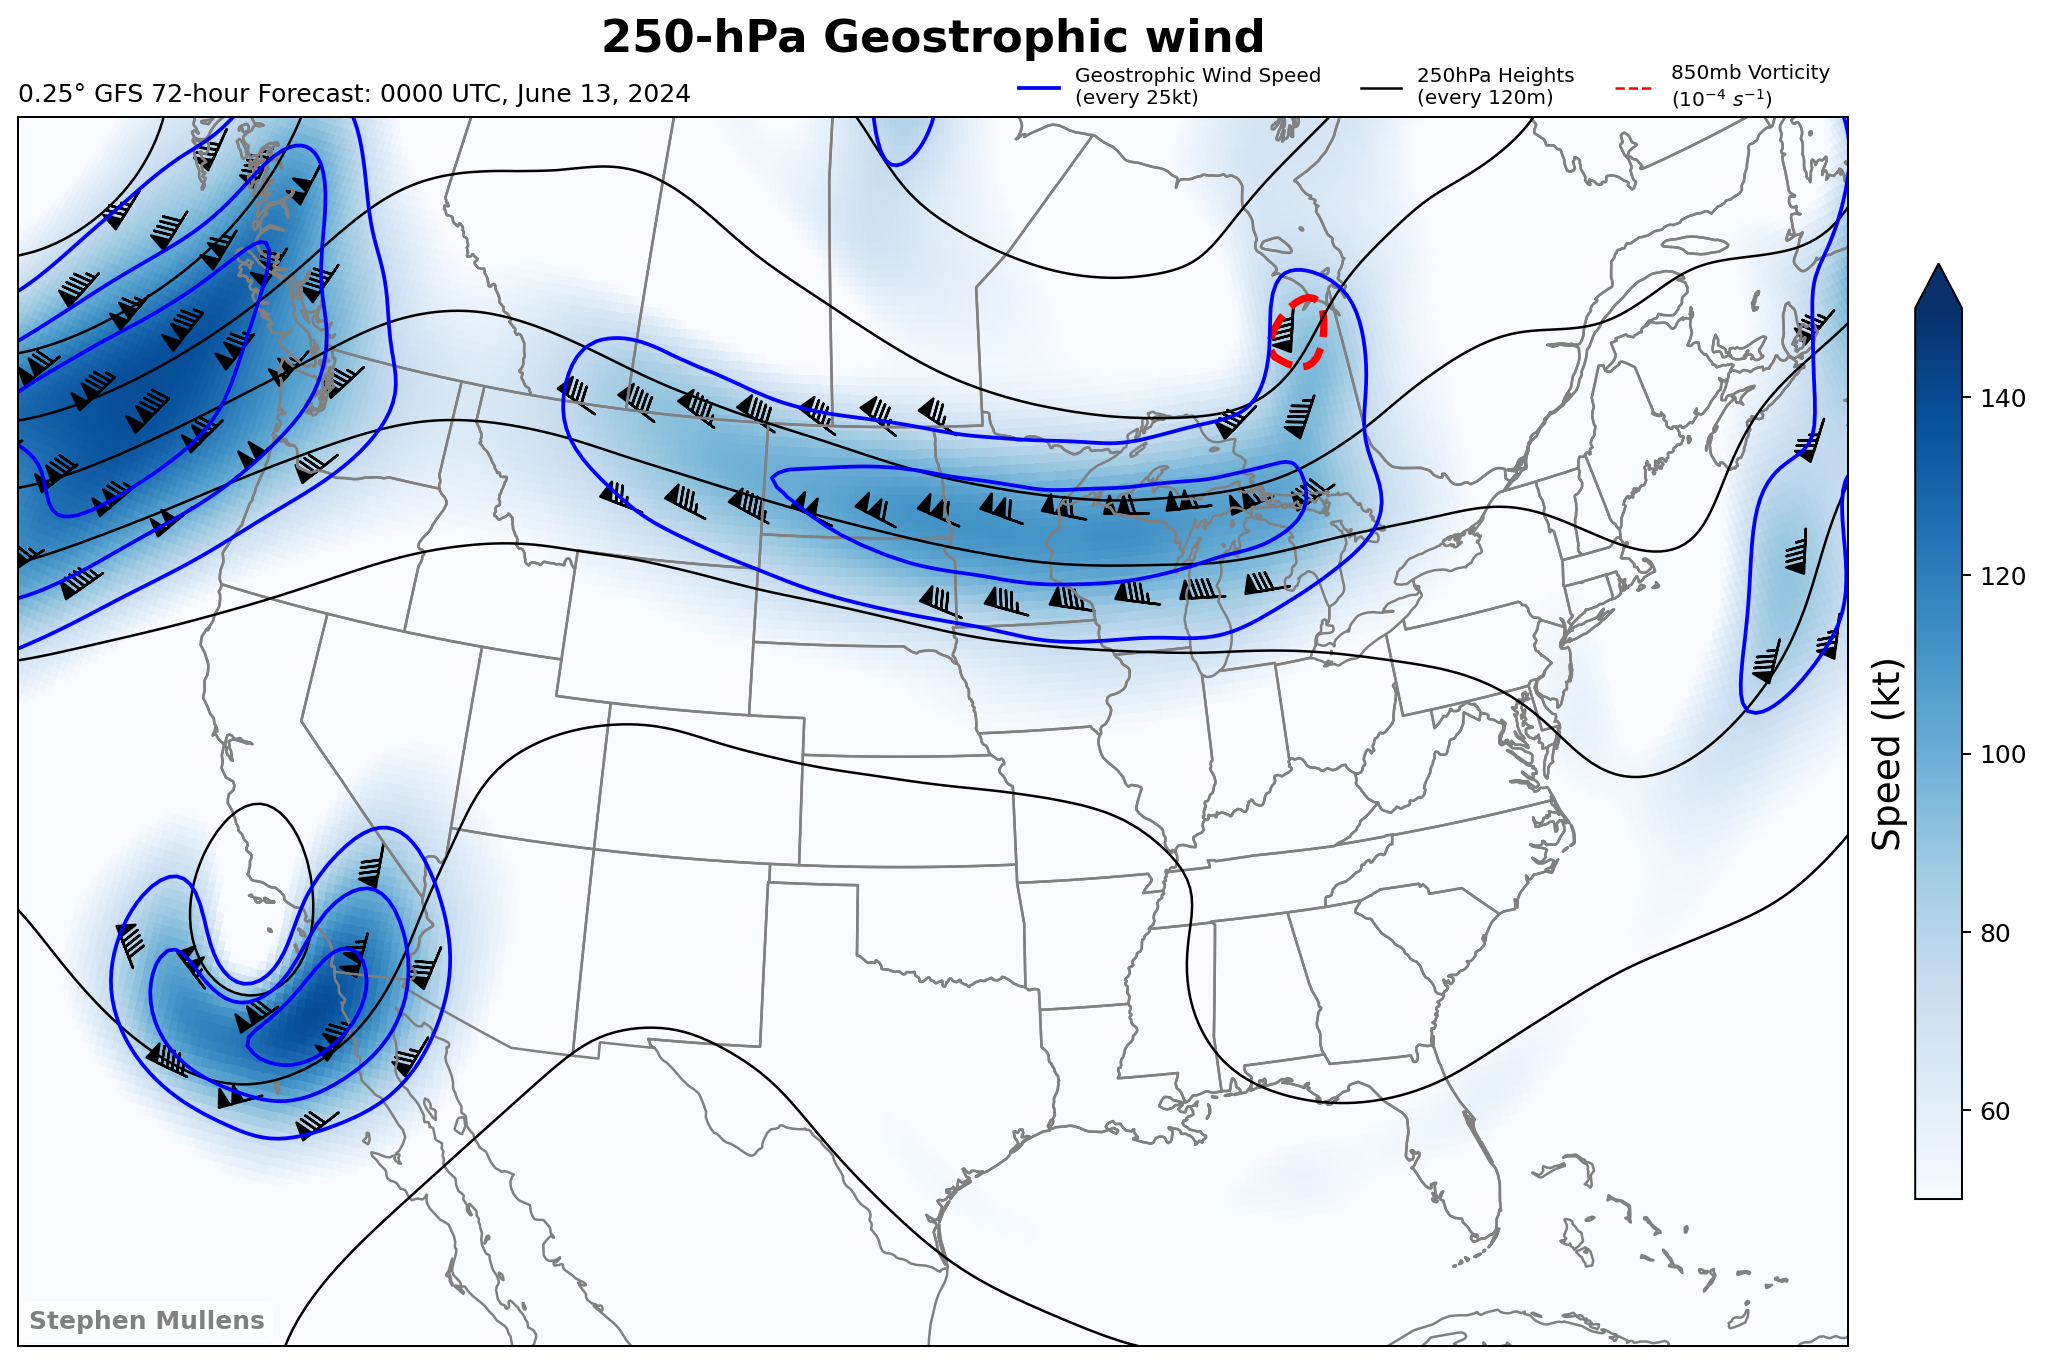 250-hPa Geostrophic wind
0.25° GFS 72-hour Forecast: 0000 UTC, June 13, 2024
Geostrophic Wind Speed
(every 25kt)
250hPa Heights
(every 120m)
850mb Vorticity
(10⁻⁴ s⁻¹)
140
120
100
80
60
Speed (kt)
Stephen Mullens